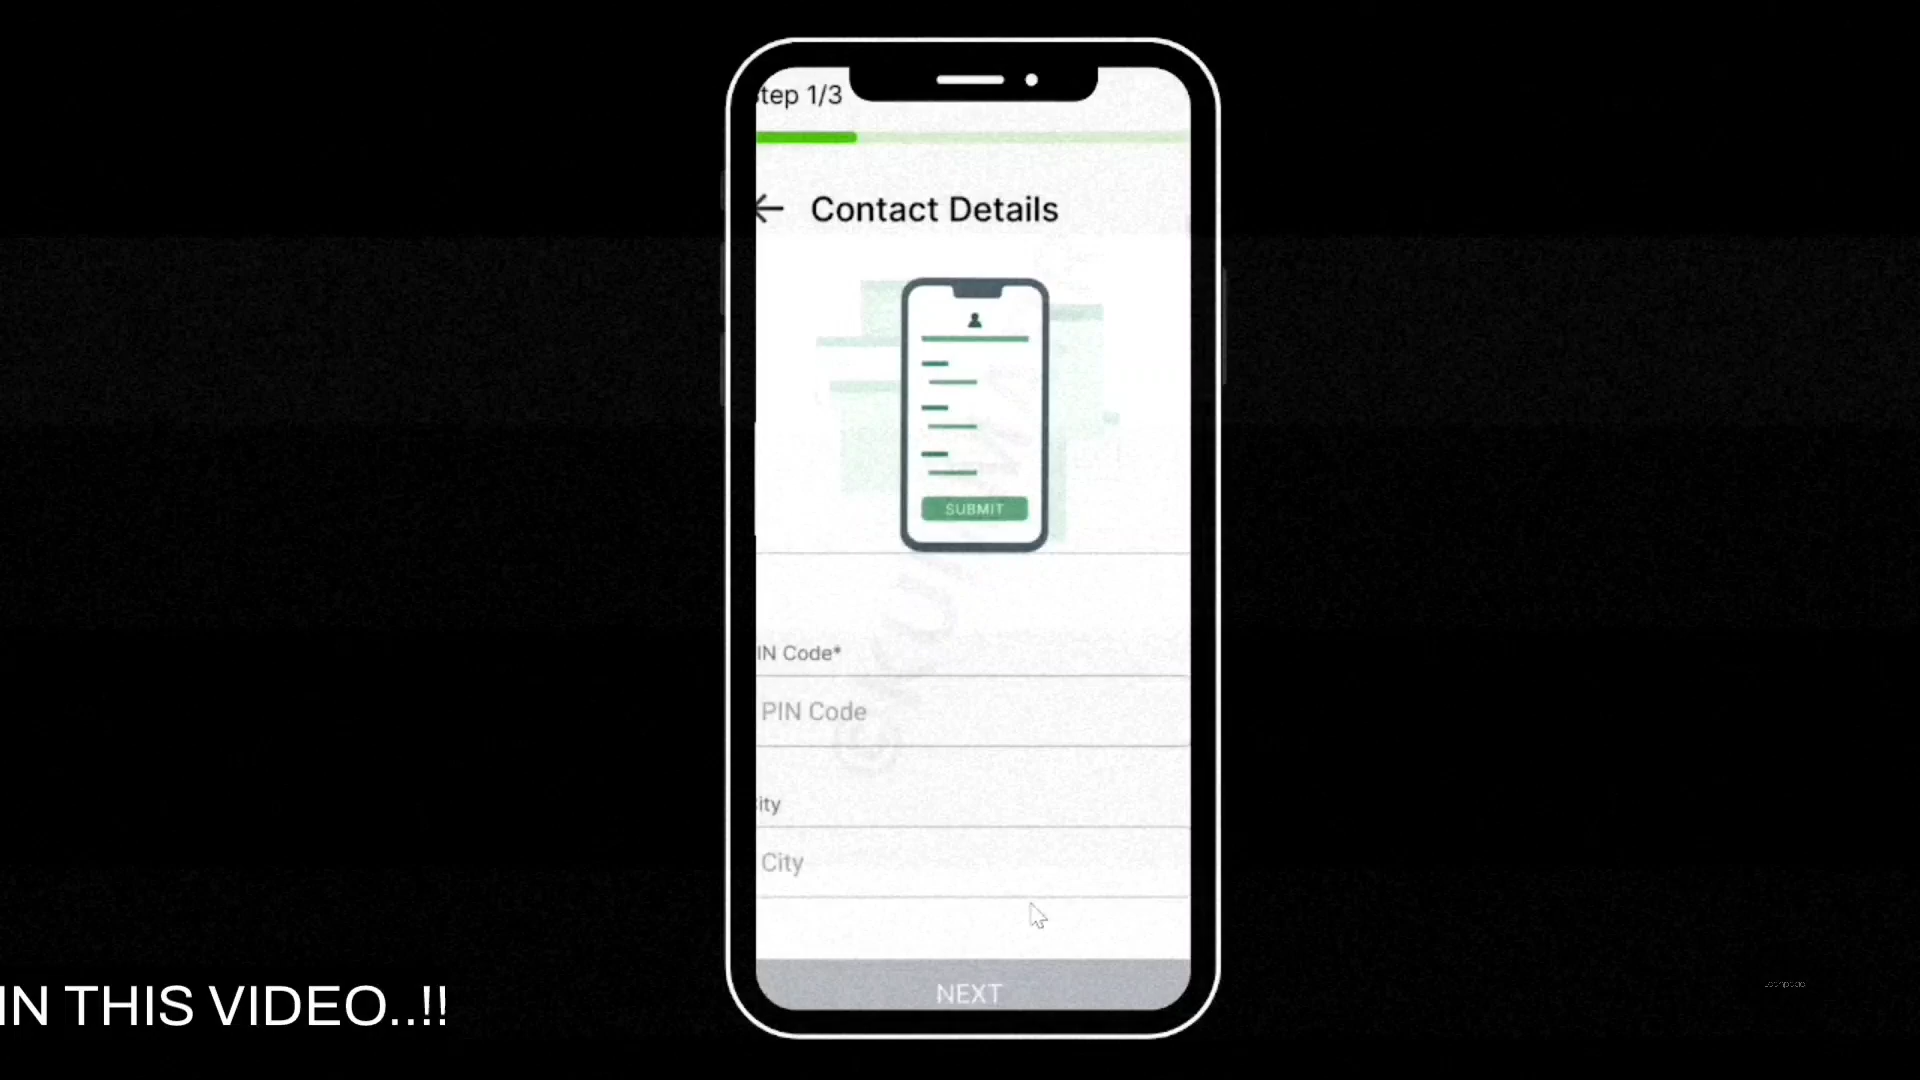 tep 1/3
Contact Details
SUBMIT
IN Code*
PIN Code
ity
City
NEXT
IN THIS VIDEO..!!